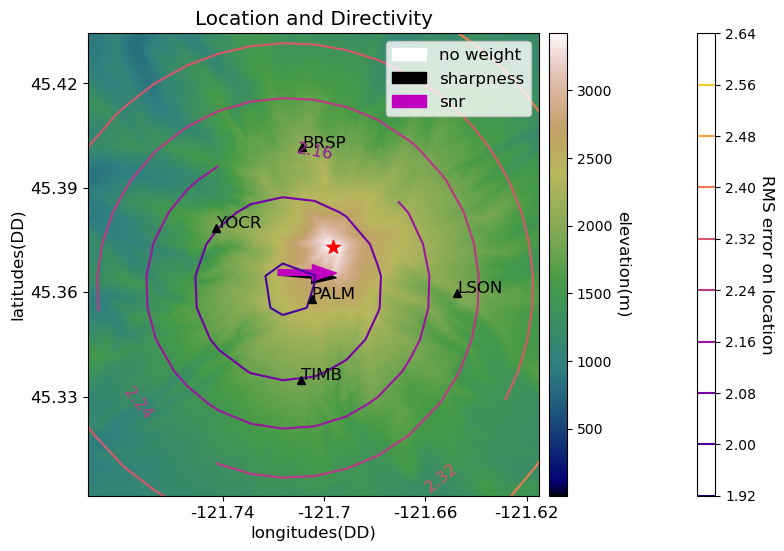 Location and Directivity
no weight
sharpness
snr
45.42
45.39
45.36
45.33
latitudes(DD)
BRSP
2.16
YOCR
LSON
PALM
TIMB
2.24
2.32
-121.74
-121.7
-121.66
-121.62
longitudes(DD)
3000
2500
2000
1500
1000
500
elevation(m)
2.64
2.56
2.48
2.40
2.32
2.24
2.16
2.08
2.00
1.92
RMS error on location